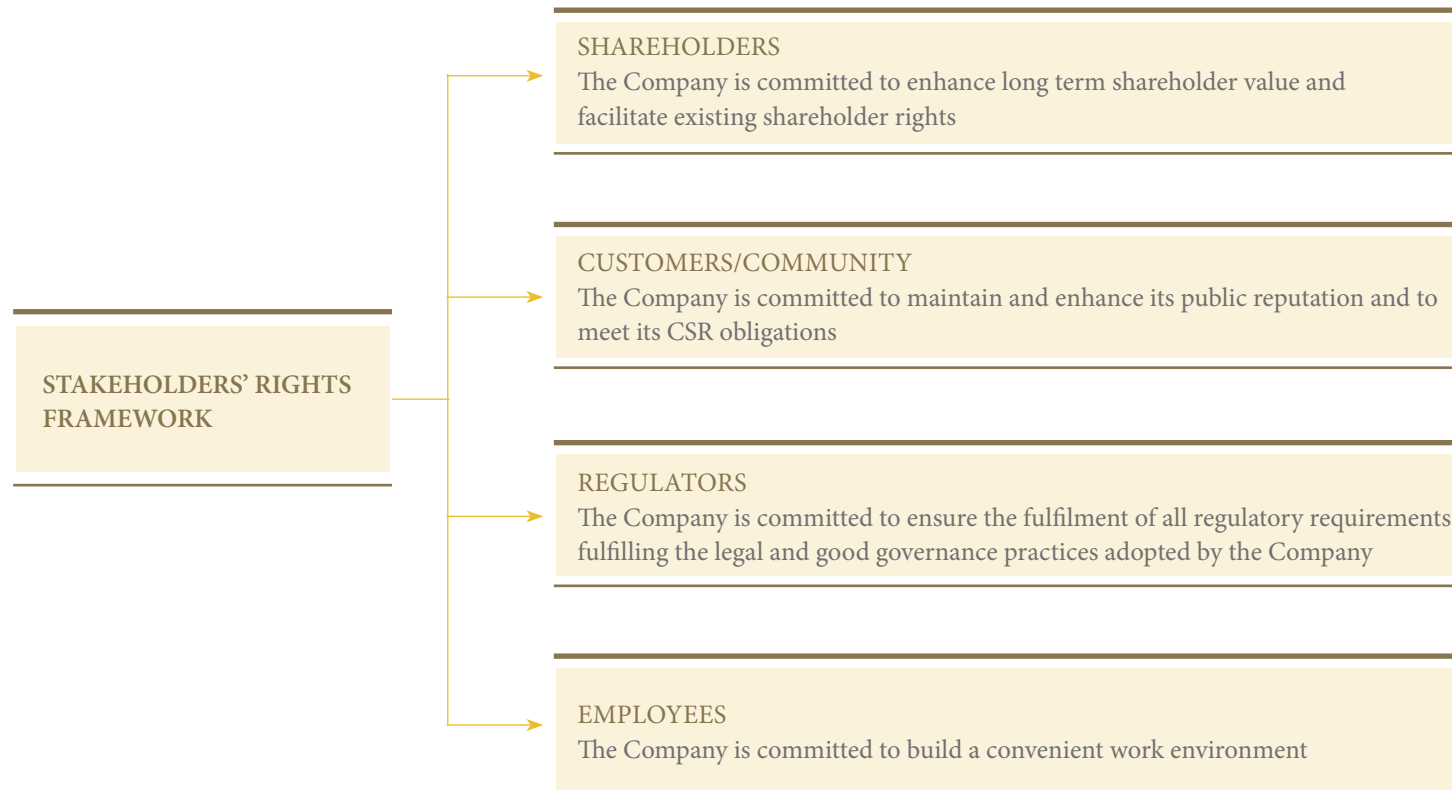 STAKEHOLDERS’ RIGHTS
FRAMEWORK
SHAREHOLDERS
The Company is committed to enhance long term shareholder value and
facilitate existing shareholder rights
CUSTOMERS/COMMUNITY
The Company is committed to maintain and enhance its public reputation and to
meet its CSR obligations
REGULATORS
The Company is committed to ensure the fulfilment of all regulatory requirements
fulfilling the legal and good governance practices adopted by the Company
EMPLOYEES
The Company is committed to build a convenient work environment